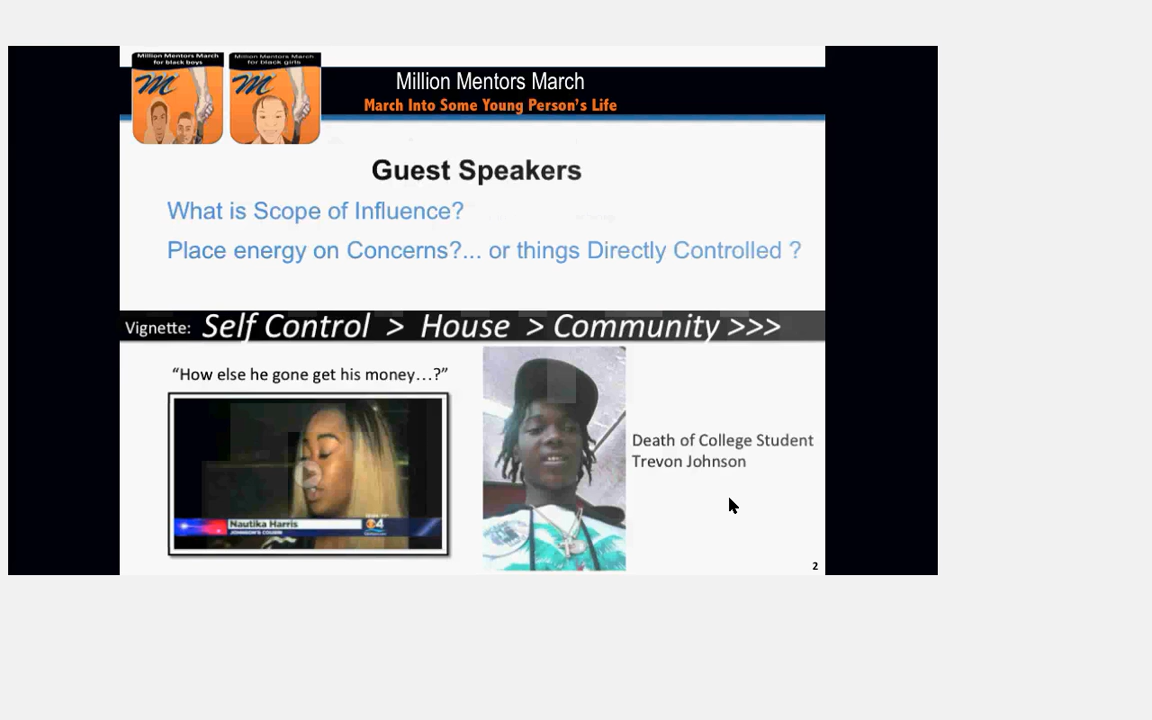 Million Mentors March
for black boys
Million Mentors March
for black girls
Million Mentors March
March Into Some Young Person's Life
Guest Speakers
What is Scope of Influence?
Place energy on Concerns?... or things Directly Controlled ?
Vignette: Self Control > House > Community >>>
“How else he gone get his money…?”
Nautika Harris
JOHNSON'S COUSIN
4
Death of College Student
Trevon Johnson
2